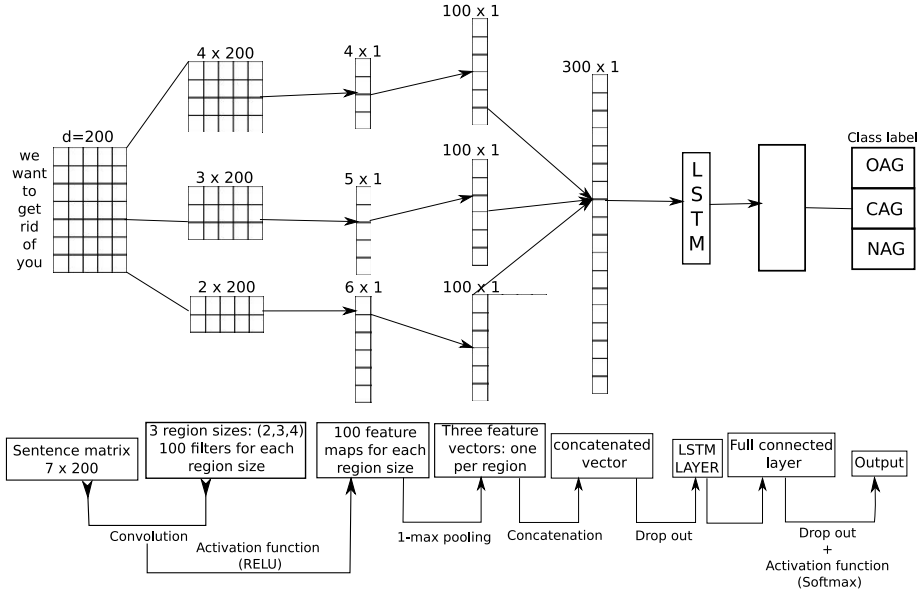 100 x 1
4 x 200
4 x 1
300 x 1
d=200
we
want
to
get
rid
of
you
3 x 200
5 x 1
100 x 1
L
S
T
M
Class label
OAG
CAG
NAG
2 x 200
6 x 1
100 x 1
Sentence matrix
7 x 200
3 region sizes: (2,3,4)
100 filters for each
region size
100 feature
maps for each
region size
Three feature
vectors: one
per region
concatenated
vector
LSTM
LAYER
Full connected
layer
Output
Convolution
Activation function
(RELU)
1-max pooling
Concatenation
Drop out
Drop out
+
Activation function
(Softmax)